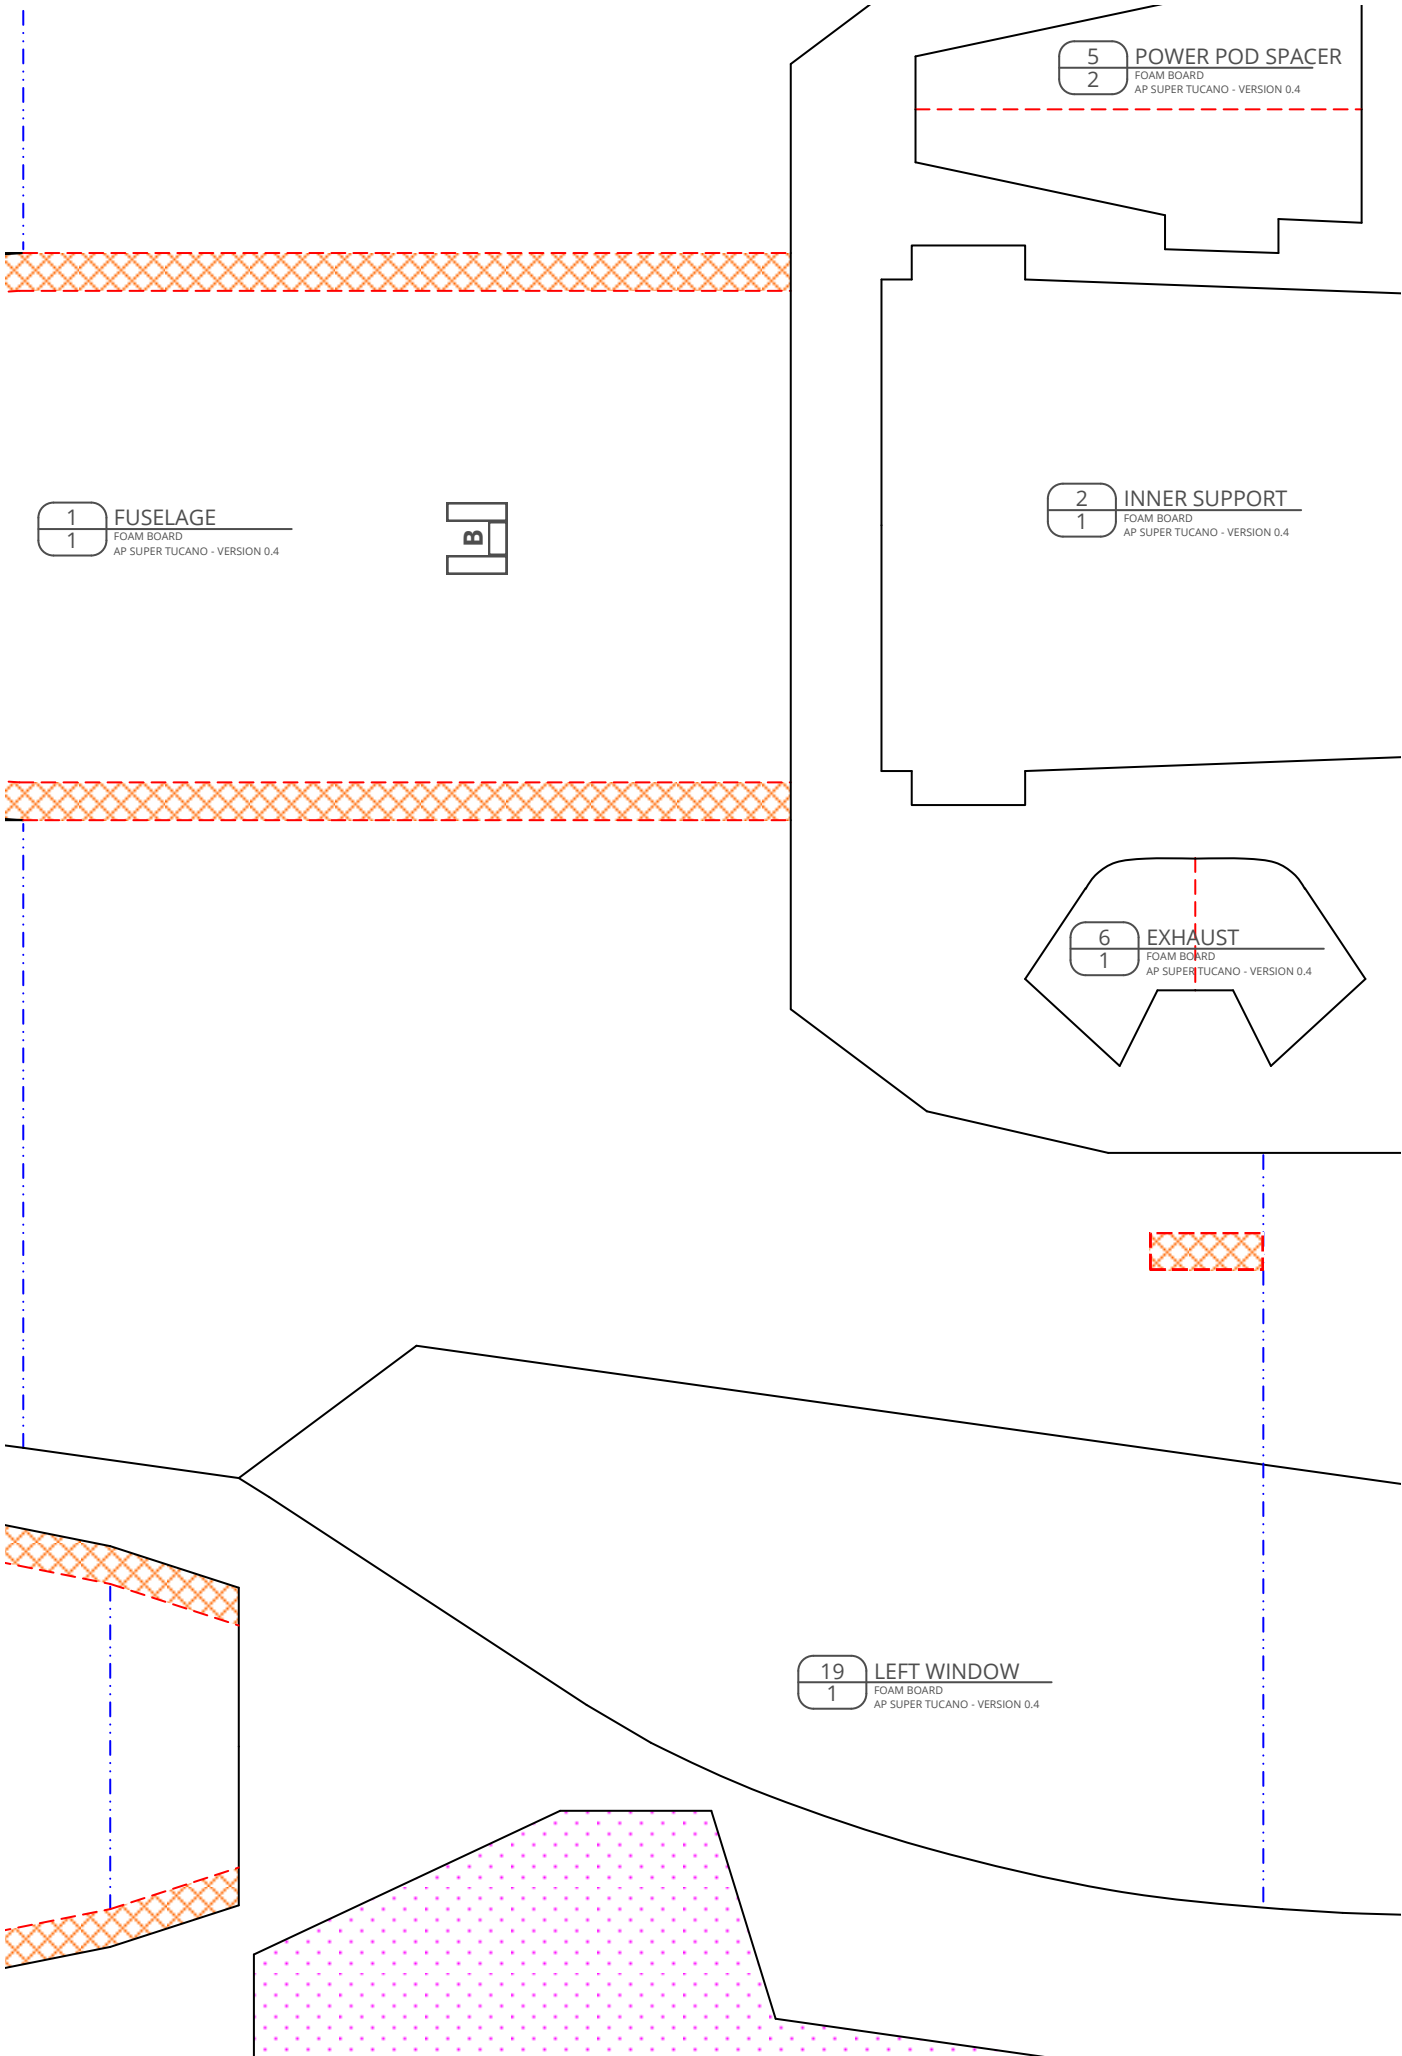 5
2
POWER POD SPACER
FOAM BOARD
AP SUPER TUCANO - VERSION 0.4
1
1
FUSELAGE
FOAM BOARD
AP SUPER TUCANO - VERSION 0.4
B
2
1
INNER SUPPORT
FOAM BOARD
AP SUPER TUCANO - VERSION 0.4
6
1
EXHAUST
FOAM BOARD
AP SUPER TUCANO - VERSION 0.4
19
1
LEFT WINDOW
FOAM BOARD
AP SUPER TUCANO - VERSION 0.4